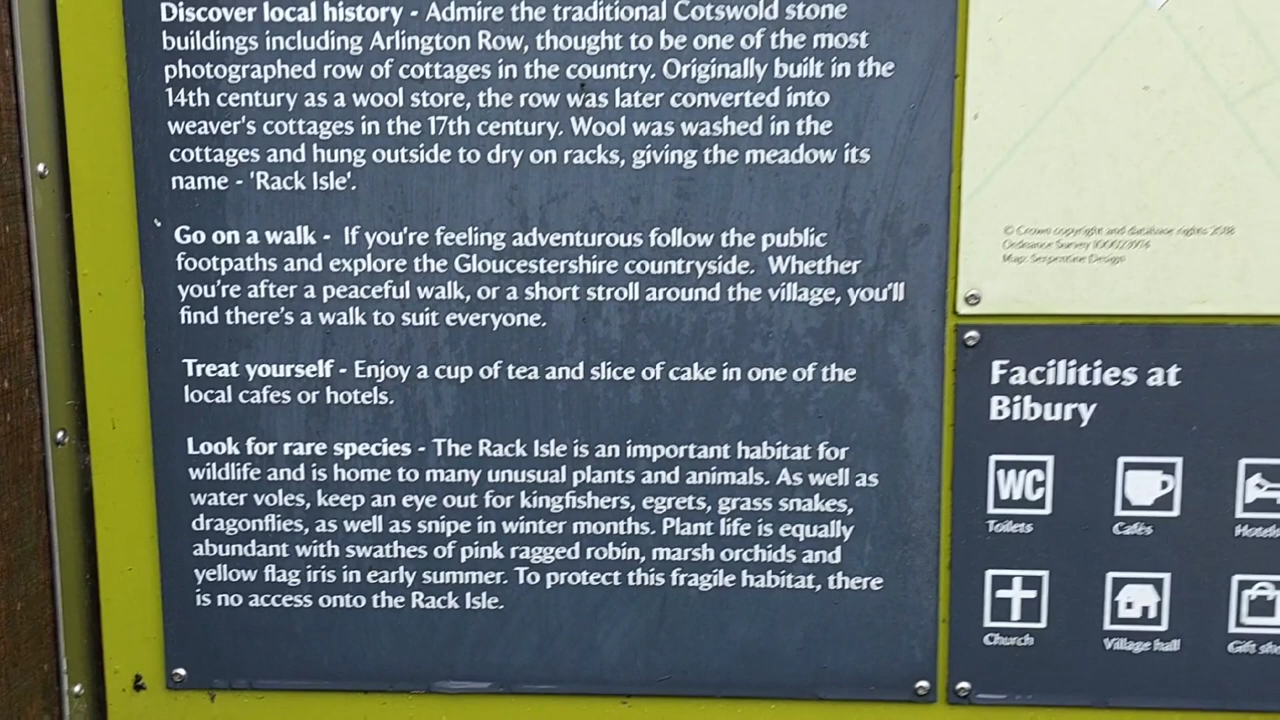 Discover local history - Admire the traditional Cotswold stone
buildings including Arlington Row, thought to be one of the most
photographed row of cottages in the country. Originally built in the
14th century as a wool store, the row was later converted into
weaver's cottages in the 17th century. Wool was washed in the
cottages and hung outside to dry on racks, giving the meadow its
name - 'Rack Isle'.
Go on a walk - If you're feeling adventurous follow the public
footpaths and explore the Gloucestershire countryside. Whether
you're after a peaceful walk, or a short stroll around the village, you'll
find there's a walk to suit everyone.
Treat yourself - Enjoy a cup of tea and slice of cake in one of the
local cafes or hotels.
Look for rare species - The Rack Isle is an important habitat for
wildlife and is home to many unusual plants and animals. As well as
water voles, keep an eye out for kingfishers, egrets, grass snakes,
dragonflies, as well as snipe in winter months. Plant life is equally
abundant with swathes of pink ragged robin, marsh orchids and
yellow flag iris in early summer. To protect this fragile habitat, there
is no access onto the Rack Isle.
© Crown copyright and database rights 2018
Ordnance Survey
Map: Serpentine Design
Facilities at
Bibury
WC
Toilets
Cafés
Hotels
Church
Village hall
Gift